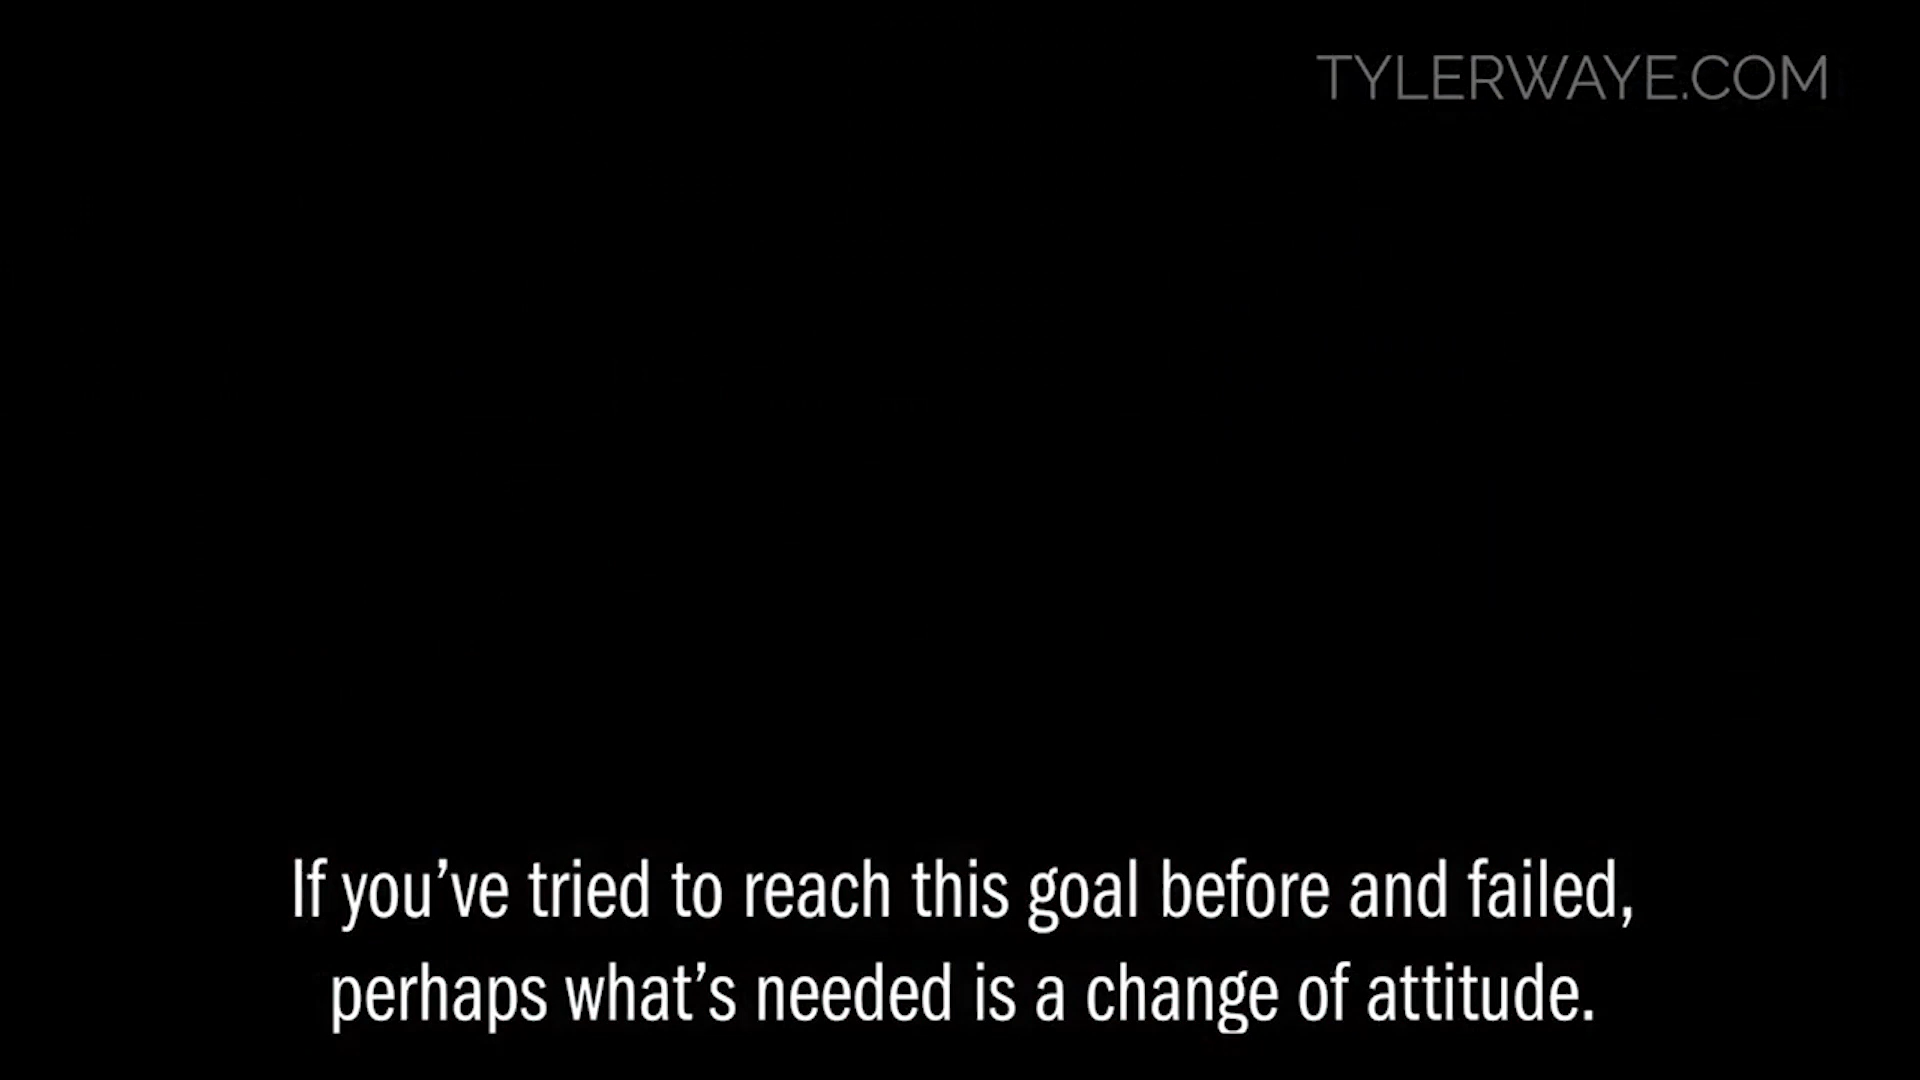 TYLERWAYE.COM
If you’ve tried to reach this goal before and failed,
perhaps what’s needed is a change of attitude.